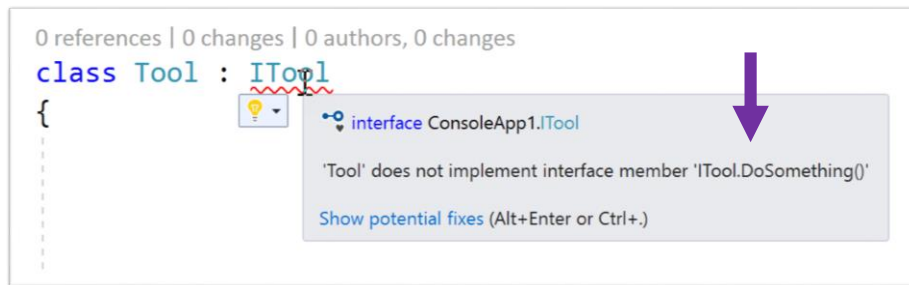 0 references | 0 changes | 0 authors, 0 changes
class Tool : ITool
{
interface ConsoleApp1.ITool
'Tool' does not implement interface member 'ITool.DoSomething()'
Show potential fixes (Alt+Enter or Ctrl+.)